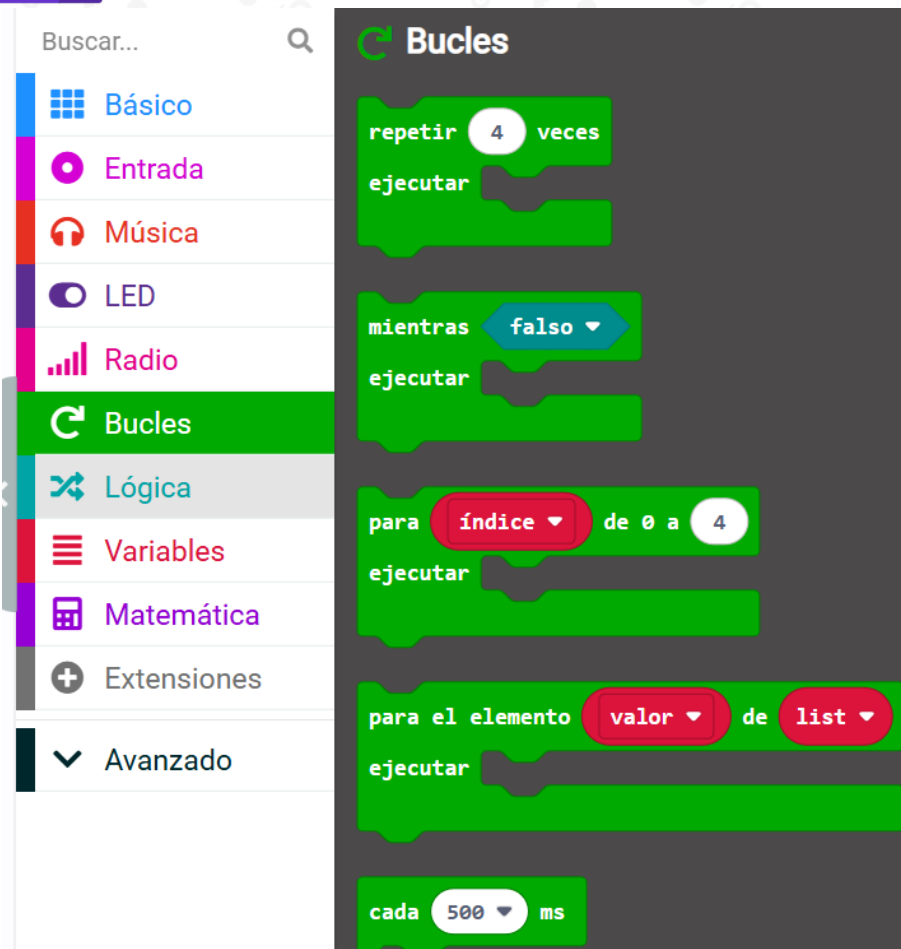 Buscar...
Básico
Entrada
Música
LED
Radio
Bucles
Lógica
Variables
Matemática
Extensiones
Avanzado
Bucles
repetir 4 veces
ejecutar
mientras falso
ejecutar
para índice de 0 a 4
ejecutar
para el elemento valor de list
ejecutar
cada 500 ms